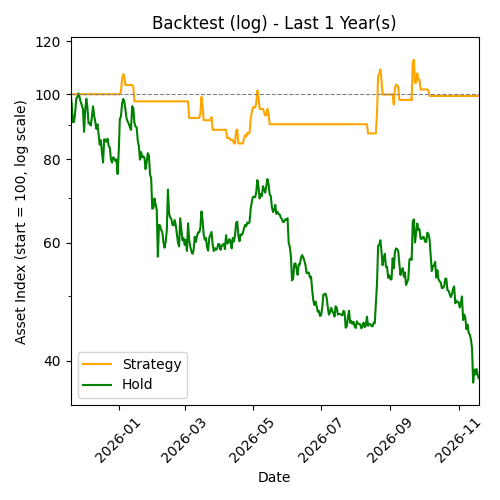 Backtest (log) - Last 1 Year(s)
Asset Index (start = 100, log scale)
120
100
80
60
40
Strategy
Hold
2026-01
2026-03
2026-05
2026-07
2026-09
2026-11
Date